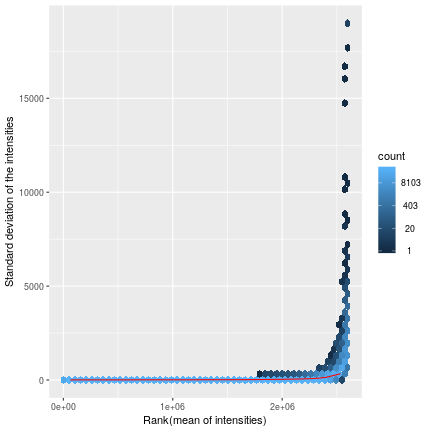 Standard deviation of the intensities
15000
10000
5000
0
0e+00
1e+06
2e+06
Rank(mean of intensities)
count
8103
403
20
1